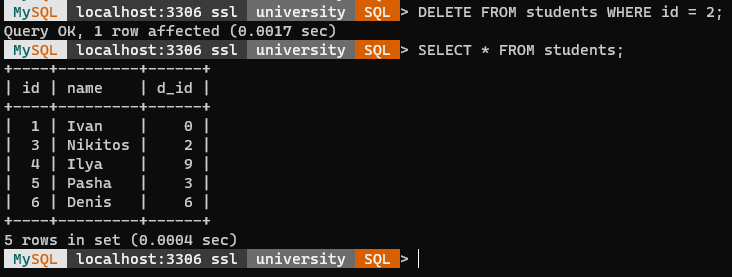 MySQL localhost:3306 ssl university SQL > DELETE FROM students WHERE id = 2;
Query OK, 1 row affected (0.0017 sec)
MySQL localhost:3306 ssl university SQL > SELECT * FROM students;
+----+---------+------+
| id | name    | d_id |
+----+---------+------+
|  1 | Ivan    |    0 |
|  3 | Nikitos |    2 |
|  4 | Ilya    |    9 |
|  5 | Pasha   |    3 |
|  6 | Denis   |    6 |
+----+---------+------+
5 rows in set (0.0004 sec)
MySQL localhost:3306 ssl university SQL >